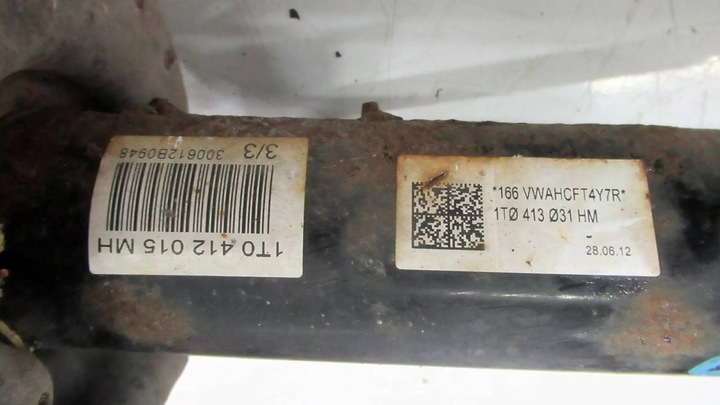 1T0 412 015 MH
300612B0948
3/3
*166 VWAHCFT4Y7R*
1TØ 413 Ø31 HM
-
28.06.12